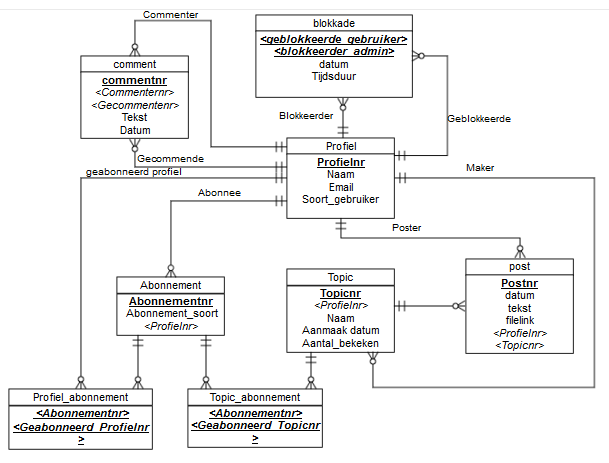 Commenter
blokkade
<geblokkeerde_gebruiker>
<blokkeerder_admin>
datum
Tijdsduur
comment
commentnr
<Commenternr>
<Gecommentenr>
Tekst
Datum
Blokkeerder
Geblokkeerde
Profiel
Profielnr
Naam
Email
Soort_gebruiker
Gecommende
geabonneerd profiel
Maker
Abonnee
Poster
Abonnement
Abonnementnr
Abonnement_soort
<Profielnr>
Topic
Topicnr
<Profielnr>
Naam
Aanmaak datum
Aantal_bekeken
post
Postnr
datum
tekst
filelink
<Profielnr>
<Topicnr>
Profiel_abonnement
<Abonnementnr>
<Geabonneerd_Profielnr
>
Topic_abonnement
<Abonnementnr>
<Geabonneerd_Topicnr
>